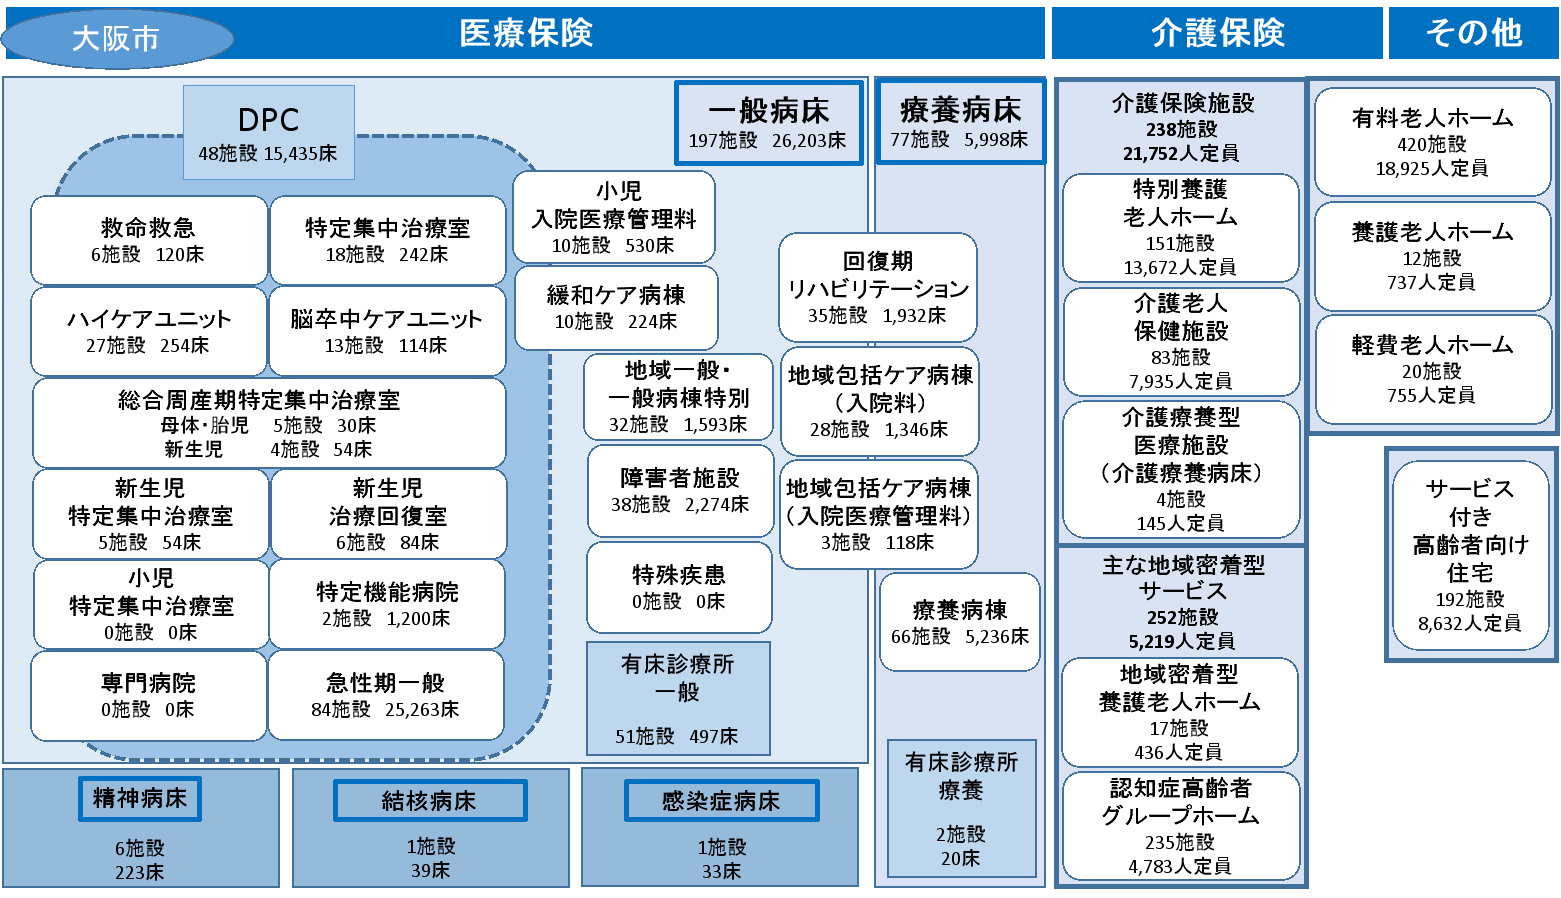 大阪市
医療保険
介護保険
その他
DPC
48施設 15,435床
一般病床
197施設 26,203床
療養病床
77施設 5,998床
救命救急
6施設 120床
特定集中治療室
18施設 242床
ハイケアユニット
27施設 254床
脳卒中ケアユニット
13施設 114床
総合周産期特定集中治療室
母体・胎児 5施設 30床
新生児 4施設 54床
新生児
特定集中治療室
5施設 54床
新生児
治療回復室
6施設 84床
小児
特定集中治療室
0施設 0床
特定機能病院
2施設 1,200床
専門病院
0施設 0床
急性期一般
84施設 25,263床
小児
入院医療管理料
10施設 530床
緩和ケア病棟
10施設 224床
地域一般・
一般病棟特別
32施設 1,593床
障害者施設
38施設 2,274床
特殊疾患
0施設 0床
有床診療所
一般
51施設 497床
回復期
リハビリテーション
35施設 1,932床
地域包括ケア病棟
（入院料）
28施設 1,346床
地域包括ケア病棟
（入院医療管理料）
3施設 118床
療養病棟
66施設 5,236床
有床診療所
療養
2施設
20床
精神病床
6施設
223床
結核病床
1施設
39床
感染症病床
1施設
33床
介護保険施設
238施設
21,752人定員
特別養護
老人ホーム
151施設
13,672人定員
介護老人
保健施設
83施設
7,935人定員
介護療養型
医療施設
（介護療養病床）
4施設
145人定員
主な地域密着型
サービス
252施設
5,219人定員
地域密着型
養護老人ホーム
17施設
436人定員
認知症高齢者
グループホーム
235施設
4,783人定員
有料老人ホーム
420施設
18,925人定員
養護老人ホーム
12施設
737人定員
軽費老人ホーム
20施設
755人定員
サービス
付き
高齢者向け
住宅
192施設
8,632人定員